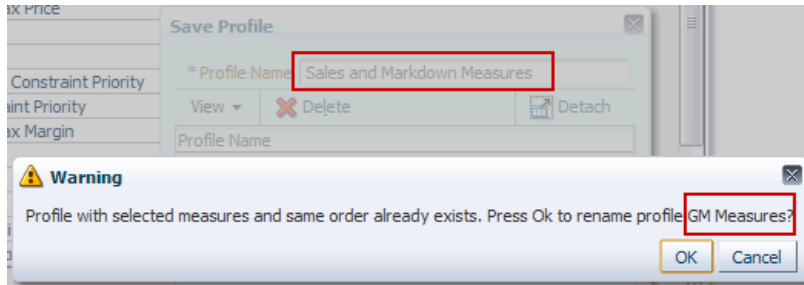 ax Price
Save Profile
Constraint Priority
* Profile Name Sales and Markdown Measures
aint Priority
View Delete Detach
ax Margin
Profile Name
Warning
Profile with selected measures and same order already exists. Press Ok to rename profile GM Measures?
OK Cancel